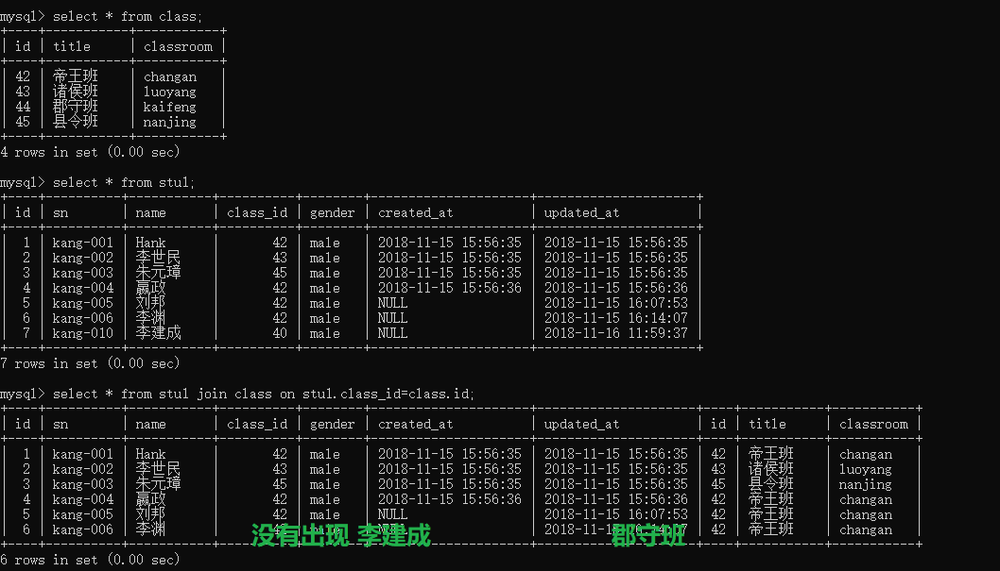 mysql> select * from class;
+----+-----------+-----------+
| id | title | classroom |
+----+-----------+-----------+
| 42 | 帝王班 | changan |
| 43 | 诸侯班 | luoyang |
| 44 | 郡守班 | kaifeng |
| 45 | 县令班 | nanjing |
+----+-----------+-----------+
4 rows in set (0.00 sec)
mysql> select * from stu1;
+----+----------+-----------+----------+--------+---------------------+---------------------+
| id | sn | name | class_id | gender | created_at | updated_at |
+----+----------+-----------+----------+--------+---------------------+---------------------+
| 1 | kang-001 | Hank | 42 | male | 2018-11-15 15:56:35 | 2018-11-15 15:56:35 |
| 2 | kang-002 | 李世民 | 43 | male | 2018-11-15 15:56:35 | 2018-11-15 15:56:35 |
| 3 | kang-003 | 朱元璋 | 45 | male | 2018-11-15 15:56:35 | 2018-11-15 15:56:35 |
| 4 | kang-004 | 嬴政 | 42 | male | 2018-11-15 15:56:36 | 2018-11-15 15:56:36 |
| 5 | kang-005 | 刘邦 | 42 | male | NULL | 2018-11-15 16:07:53 |
| 6 | kang-006 | 李渊 | 42 | male | NULL | 2018-11-15 16:14:07 |
| 7 | kang-010 | 李建成 | 40 | male | NULL | 2018-11-16 11:59:37 |
+----+----------+-----------+----------+--------+---------------------+---------------------+
7 rows in set (0.00 sec)
mysql> select * from stu1 join class on stu1.class_id=class.id;
+----+----------+-----------+----------+--------+---------------------+---------------------+----+----------+-----------+
| id | sn | name | class_id | gender | created_at | updated_at | id | title | classroom |
+----+----------+-----------+----------+--------+---------------------+---------------------+----+----------+-----------+
| 1 | kang-001 | Hank | 42 | male | 2018-11-15 15:56:35 | 2018-11-15 15:56:35 | 42 | 帝王班 | changan |
| 2 | kang-002 | 李世民 | 43 | male | 2018-11-15 15:56:35 | 2018-11-15 15:56:35 | 43 | 诸侯班 | luoyang |
| 3 | kang-003 | 朱元璋 | 45 | male | 2018-11-15 15:56:35 | 2018-11-15 15:56:35 | 45 | 县令班 | nanjing |
| 4 | kang-004 | 嬴政 | 42 | male | 2018-11-15 15:56:36 | 2018-11-15 15:56:36 | 42 | 帝王班 | changan |
| 5 | kang-005 | 刘邦 | 42 | male | NULL | 2018-11-15 16:07:53 | 42 | 帝王班 | changan |
| 6 | kang-006 | 李渊 | 42 | male | NULL | 2018-11-15 16:14:07 | 42 | 帝王班 | changan |
没有出现 李建成 郡守班
+----+----------+-----------+----------+--------+---------------------+---------------------+----+----------+-----------+
6 rows in set (0.00 sec)